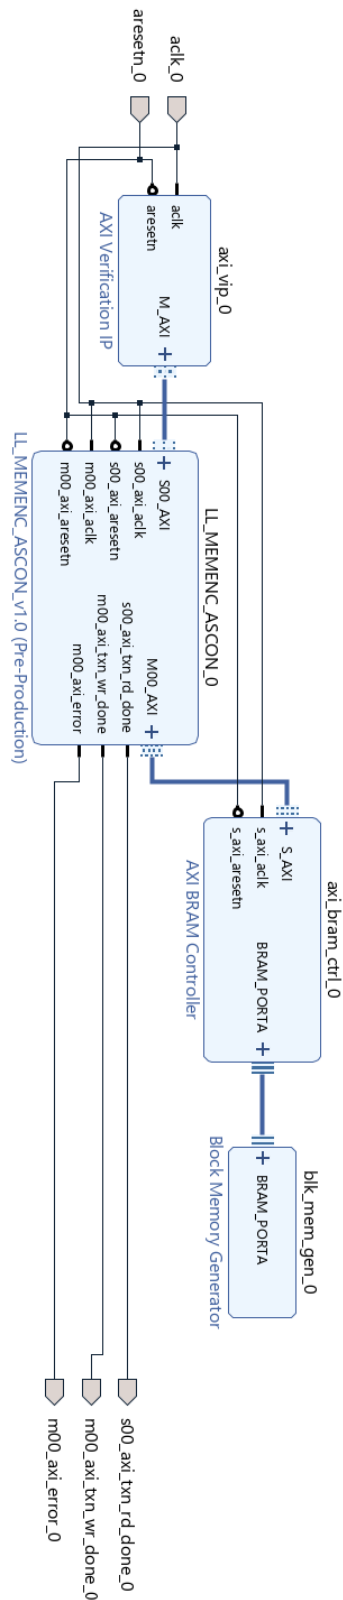 aclk_0
aresetn_0
axi_vip_0
aclk
aresetn
M_AXI
AXI Verification IP
LL_MEMENC_ASCON_0
S00_AXI
s00_axi_aclk
s00_axi_aresetn
m00_axi_aclk
m00_axi_aresetn
M00_AXI
s00_axi_txn_rd_done
m00_axi_txn_wr_done
m00_axi_error
LL_MEMENC_ASCON_v1.0 (Pre-Production)
axi_bram_ctrl_0
S_AXI
s_axi_aclk
s_axi_aresetn
BRAM_PORTA
AXI BRAM Controller
blk_mem_gen_0
BRAM_PORTA
Block Memory Generator
s00_axi_txn_rd_done_0
m00_axi_txn_wr_done_0
m00_axi_error_0